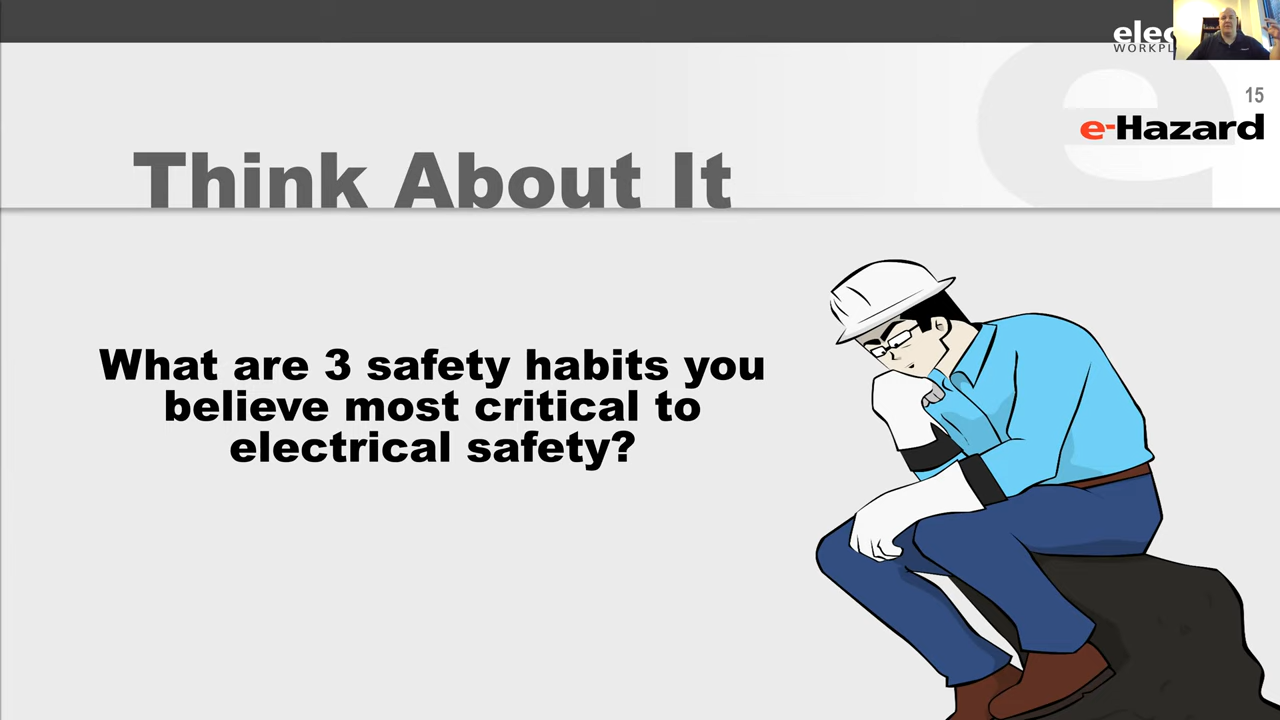 15
e-Hazard
Think About It
What are 3 safety habits you
believe most critical to
electrical safety?